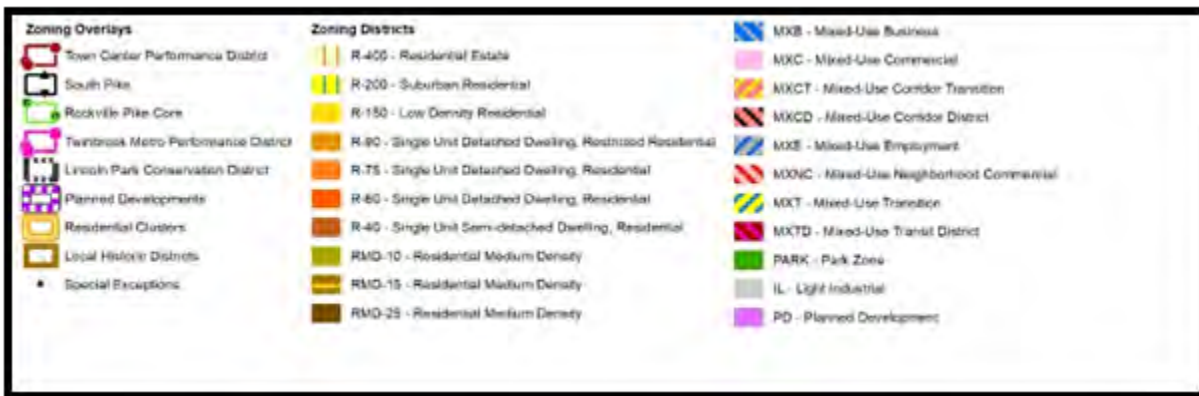 Zoning Overlays
Town Center Performance District
South Pike
Rockville Pike Core
Twinbrook Metro Performance District
Lincoln Park Conservation District
Planned Developments
Residential Clusters
Local Historic Districts
Special Exceptions
Zoning Districts
R-400 - Residential Estate
R-200 - Suburban Residential
R-150 - Low Density Residential
R-90 - Single Unit Detached Dwelling, Restricted Residential
R-75 - Single Unit Detached Dwelling, Residential
R-60 - Single Unit Detached Dwelling, Residential
R-40 - Single Unit Semi-detached Dwelling, Residential
RMD-10 - Residential Medium Density
RMD-15 - Residential Medium Density
RMD-25 - Residential Medium Density
MXB - Mixed-Use Business
MXC - Mixed-Use Commercial
MXCT - Mixed-Use Corridor Transition
MXCD - Mixed-Use Corridor District
MXE - Mixed-Use Employment
MXNC - Mixed-Use Neighborhood Commercial
MXT - Mixed-Use Transition
MXTD - Mixed-Use Transit District
PARK - Park Zone
IL - Light Industrial
PD - Planned Development